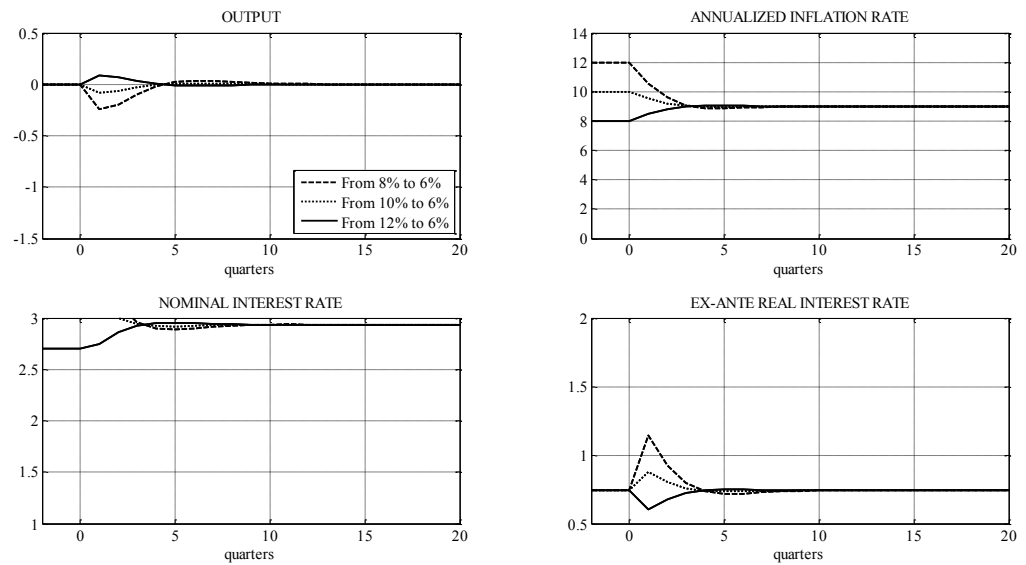 OUTPUT
0.5
0
-0.5
-1
-1.5
0 5 10 15 20
quarters
From 8% to 6%
From 10% to 6%
From 12% to 6%
ANNUALIZED INFLATION RATE
14
12
10
8
6
4
2
0
0 5 10 15 20
quarters
NOMINAL INTEREST RATE
3
2.5
2
1.5
1
0 5 10 15 20
quarters
EX-ANTE REAL INTEREST RATE
2
1.5
1
0.5
0 5 10 15 20
quarters